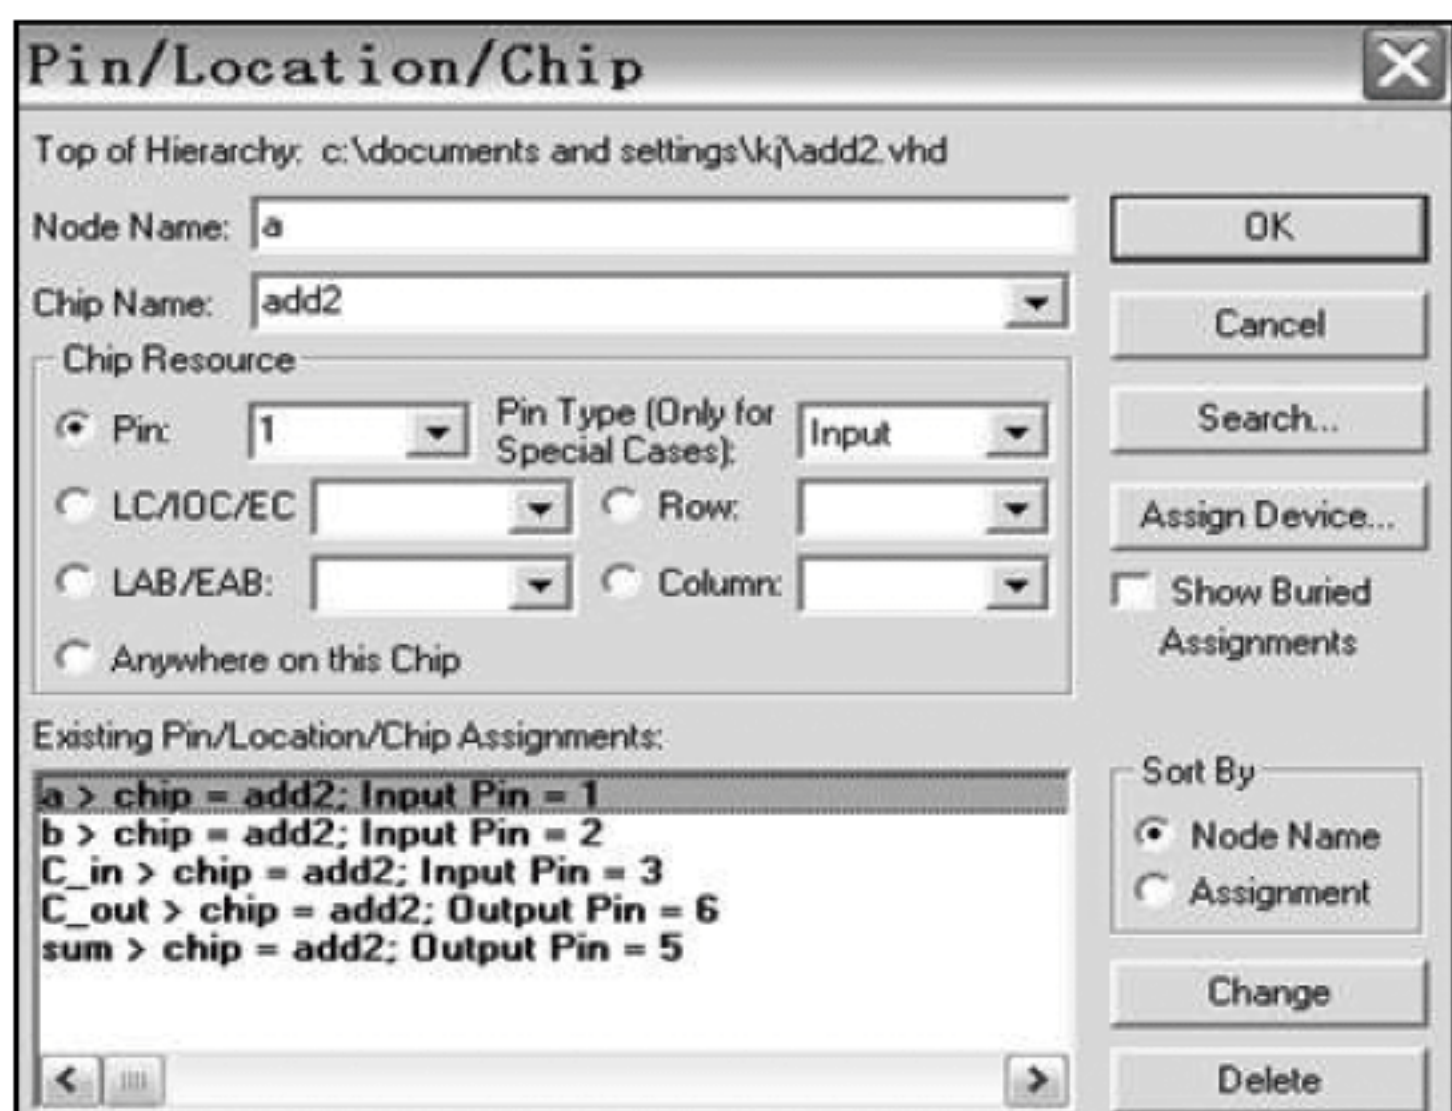 Pin/Location/Chip
Top of Hierarchy: c:\documents and settings\kj\add2.vhd
Node Name: a
OK
Chip Name: add2
Cancel
Chip Resource
Pin: 1
Pin Type (Only for
Special Cases):
Input
Search...
LC/IOC/EC
Row:
Assign Device...
LAB/EAB:
Column:
Show Buried
Assignments
Anywhere on this Chip
Existing Pin/Location/Chip Assignments:
a > chip = add2; Input Pin = 1
b > chip = add2; Input Pin = 2
C_in > chip = add2; Input Pin = 3
C_out > chip = add2; Output Pin = 6
sum > chip = add2; Output Pin = 5
Sort By
Node Name
Assignment
Change
Delete